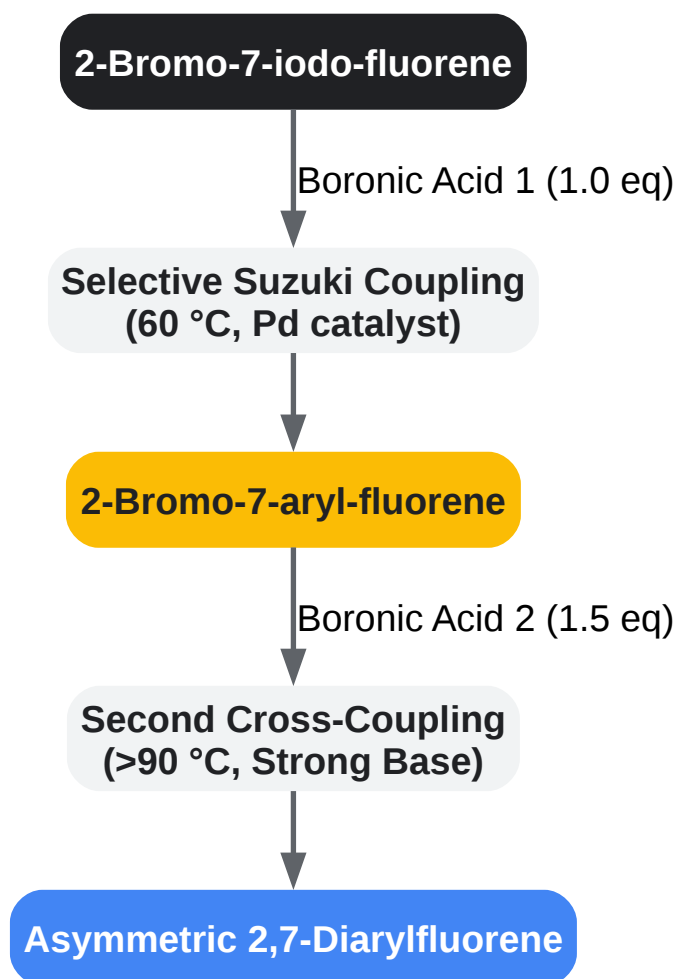 2-Bromo-7-iodo-fluorene
Boronic Acid 1 (1.0 eq)
Selective Suzuki Coupling
(60 °C, Pd catalyst)
2-Bromo-7-aryl-fluorene
Boronic Acid 2 (1.5 eq)
Second Cross-Coupling
(>90 °C, Strong Base)
Asymmetric 2,7-Diarylfluorene